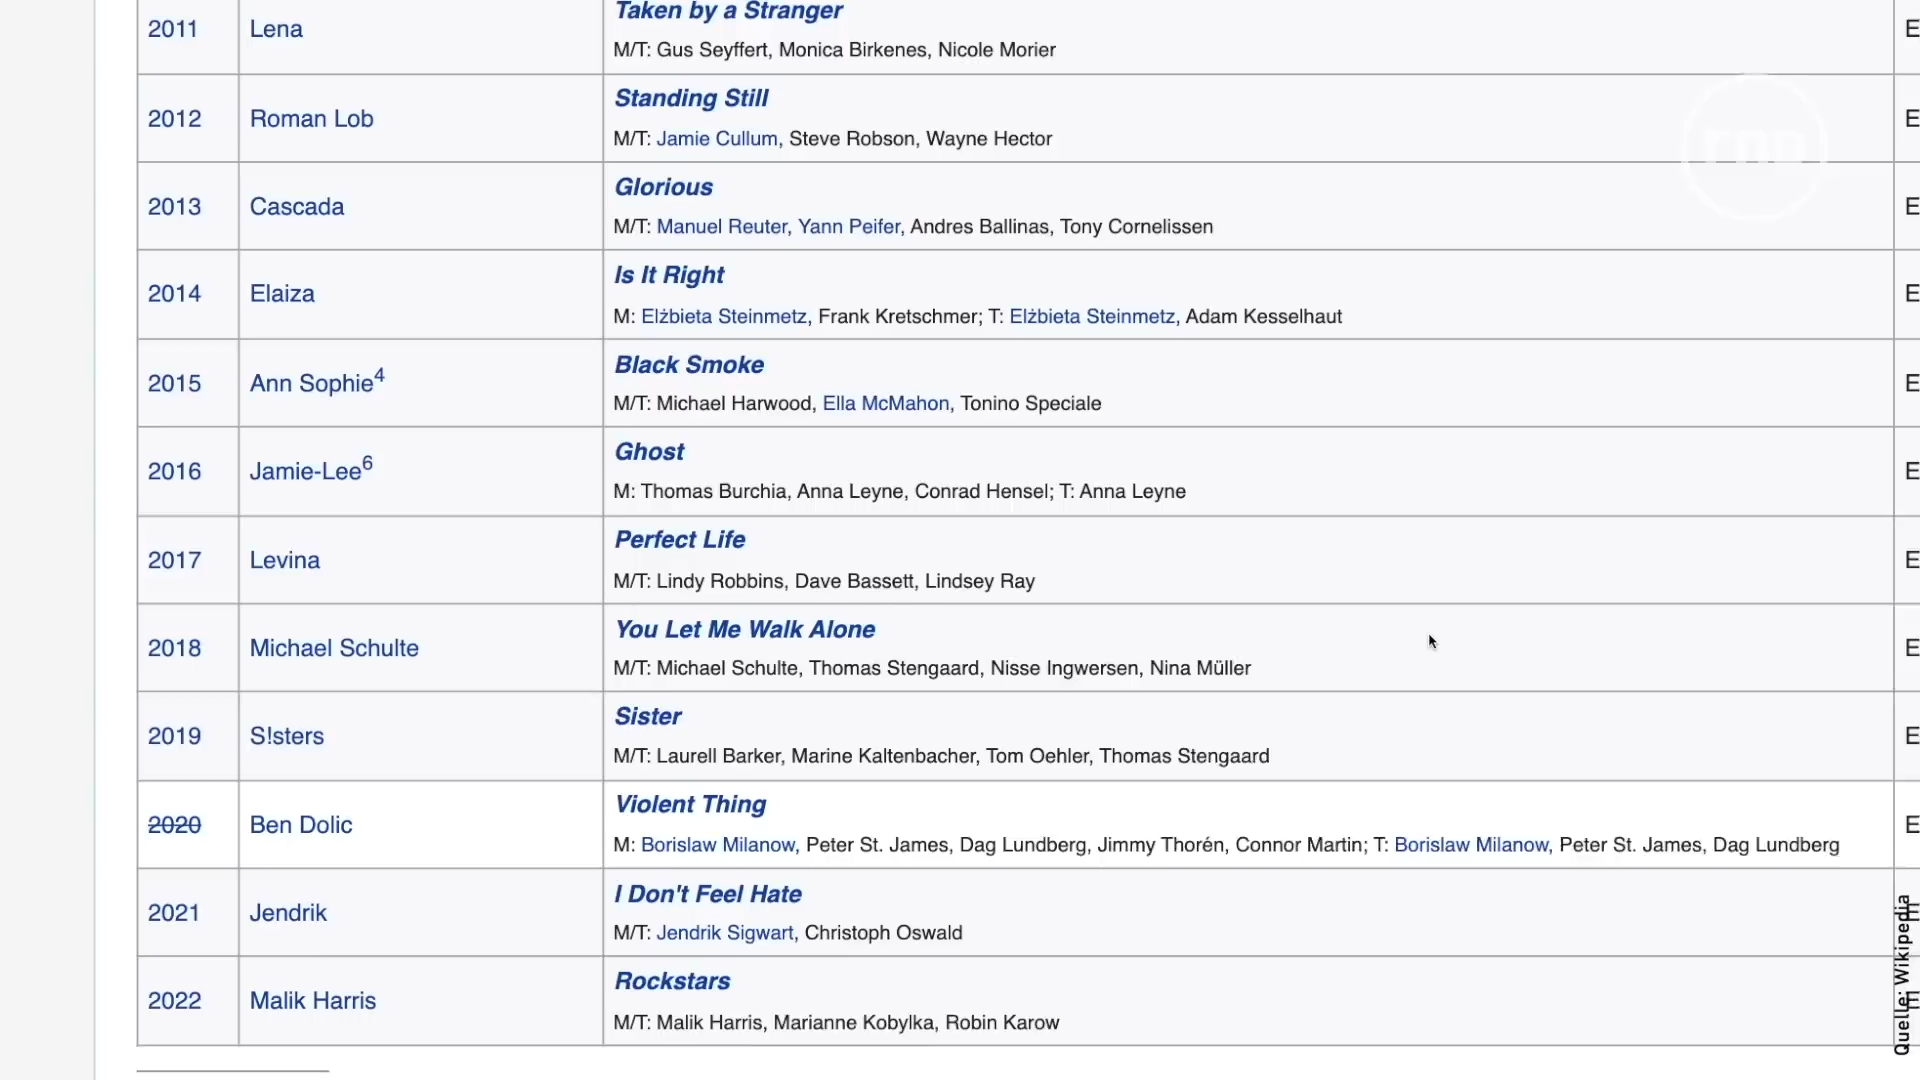 2011 Lena Taken by a Stranger
M/T: Gus Seyffert, Monica Birkenes, Nicole Morier
E
2012 Roman Lob Standing Still
M/T: Jamie Cullum, Steve Robson, Wayne Hector
E
2013 Cascada Glorious
M/T: Manuel Reuter, Yann Peifer, Andres Ballinas, Tony Cornelissen
E
2014 Elaiza Is It Right
M: Elżbieta Steinmetz, Frank Kretschmer; T: Elżbieta Steinmetz, Adam Kesselhaut
E
2015 Ann Sophie4 Black Smoke
M/T: Michael Harwood, Ella McMahon, Tonino Speciale
E
2016 Jamie-Lee6 Ghost
M: Thomas Burchia, Anna Leyne, Conrad Hensel; T: Anna Leyne
E
2017 Levina Perfect Life
M/T: Lindy Robbins, Dave Bassett, Lindsey Ray
E
2018 Michael Schulte You Let Me Walk Alone
M/T: Michael Schulte, Thomas Stengaard, Nisse Ingwersen, Nina Müller
E
2019 S!sters Sister
M/T: Laurell Barker, Marine Kaltenbacher, Tom Oehler, Thomas Stengaard
E
2020 Ben Dolic Violent Thing
M: Borislaw Milanow, Peter St. James, Dag Lundberg, Jimmy Thorén, Connor Martin; T: Borislaw Milanow, Peter St. James, Dag Lundberg
E
2021 Jendrik I Don't Feel Hate
M/T: Jendrik Sigwart, Christoph Oswald
E
2022 Malik Harris Rockstars
M/T: Malik Harris, Marianne Kobylka, Robin Karow
E
Quelle: Wikipedia